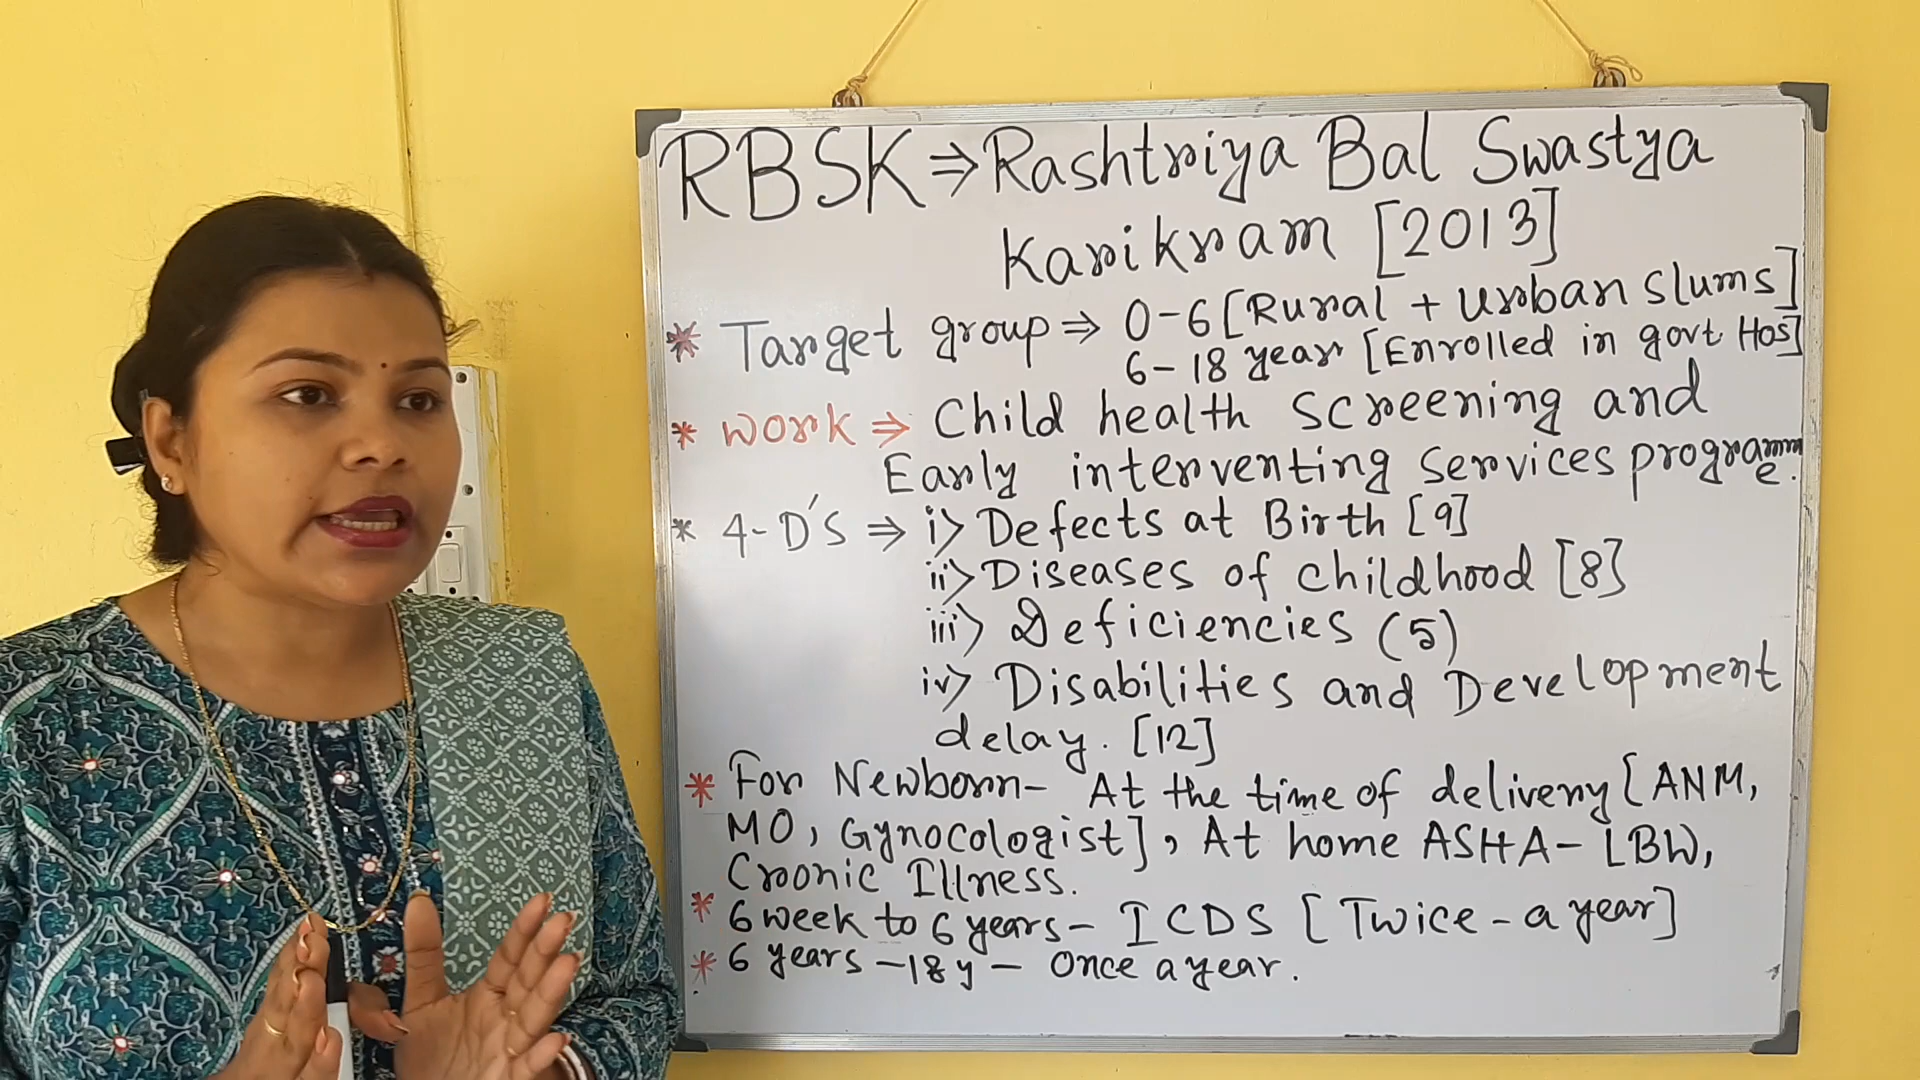 RBSK ⇒ Rashtriya Bal Swastya
Karikram [2013]
* Target group ⇒ 0-6 [Rural + Urban slums]
6-18 year [Enrolled in govt Hos]
* Work ⇒ Child health screening and
Early interventing services programme.
* 4-D'S ⇒ i) Defects at Birth [9]
ii) Diseases of childhood [8]
iii) Deficiencies (5)
iv) Disabilities and Development
delay. [12]
* For Newborn- At the time of delivery [ANM,
MO, Gynocologist], At home ASHA- LBW,
Cronic Illness.
* 6 week to 6 years- ICDS [Twice-a year]
* 6 years -18y - Once a year.